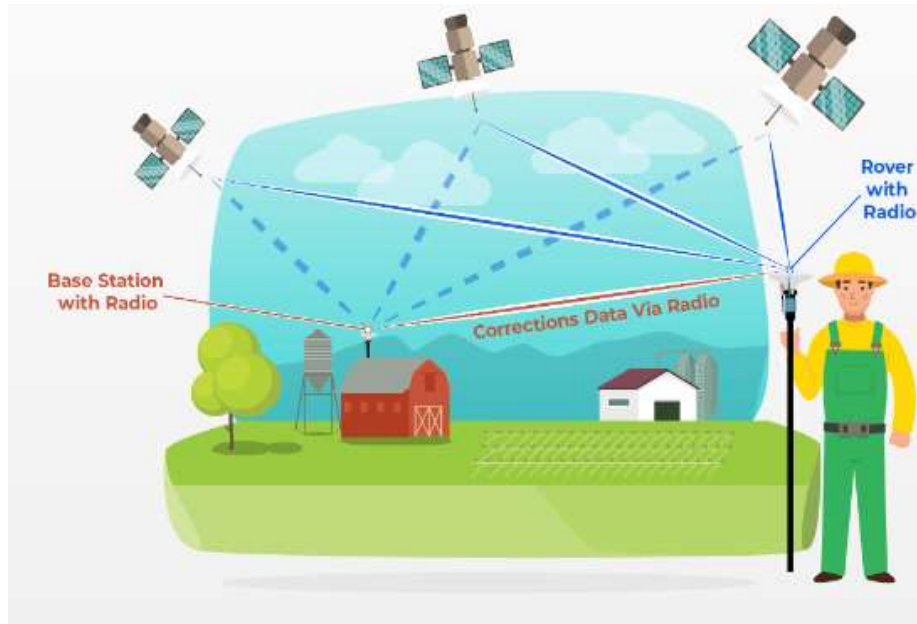 Rover
with
Radio
Base Station
with Radio
Corrections Data Via Radio